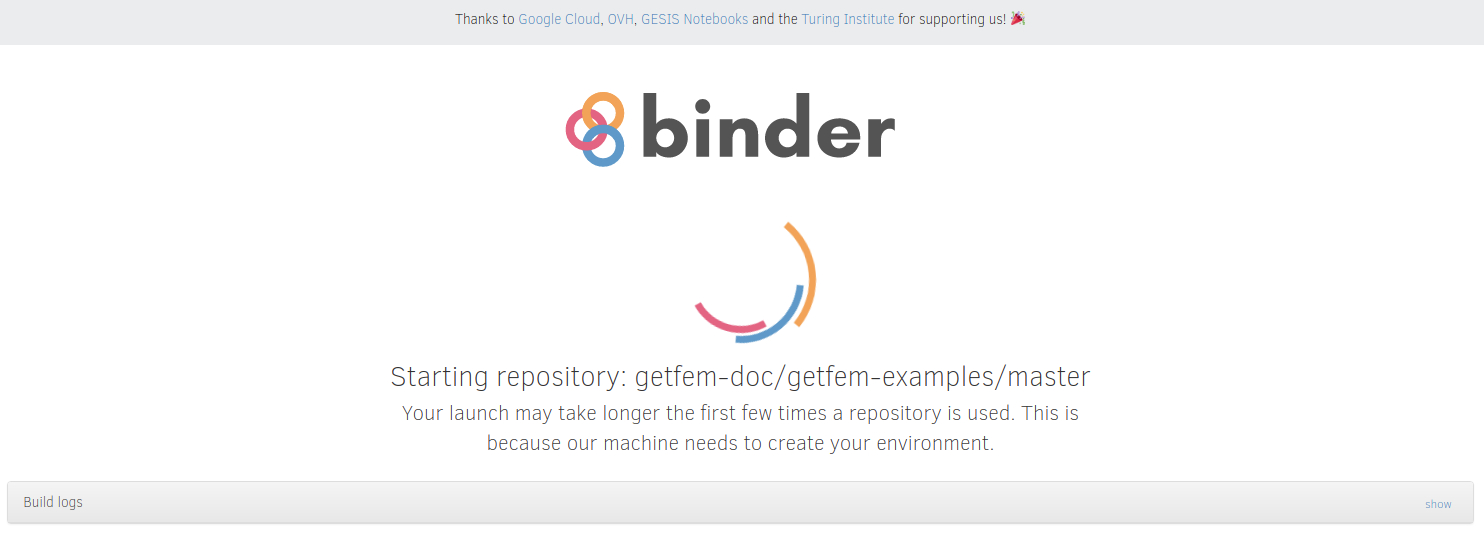 Thanks to Google Cloud, OVH, GESIS Notebooks and the Turing Institute for supporting us! 🎉
binder
Starting repository: getfem-doc/getfem-examples/master
Your launch may take longer the first few times a repository is used. This is
because our machine needs to create your environment.
Build logs
show